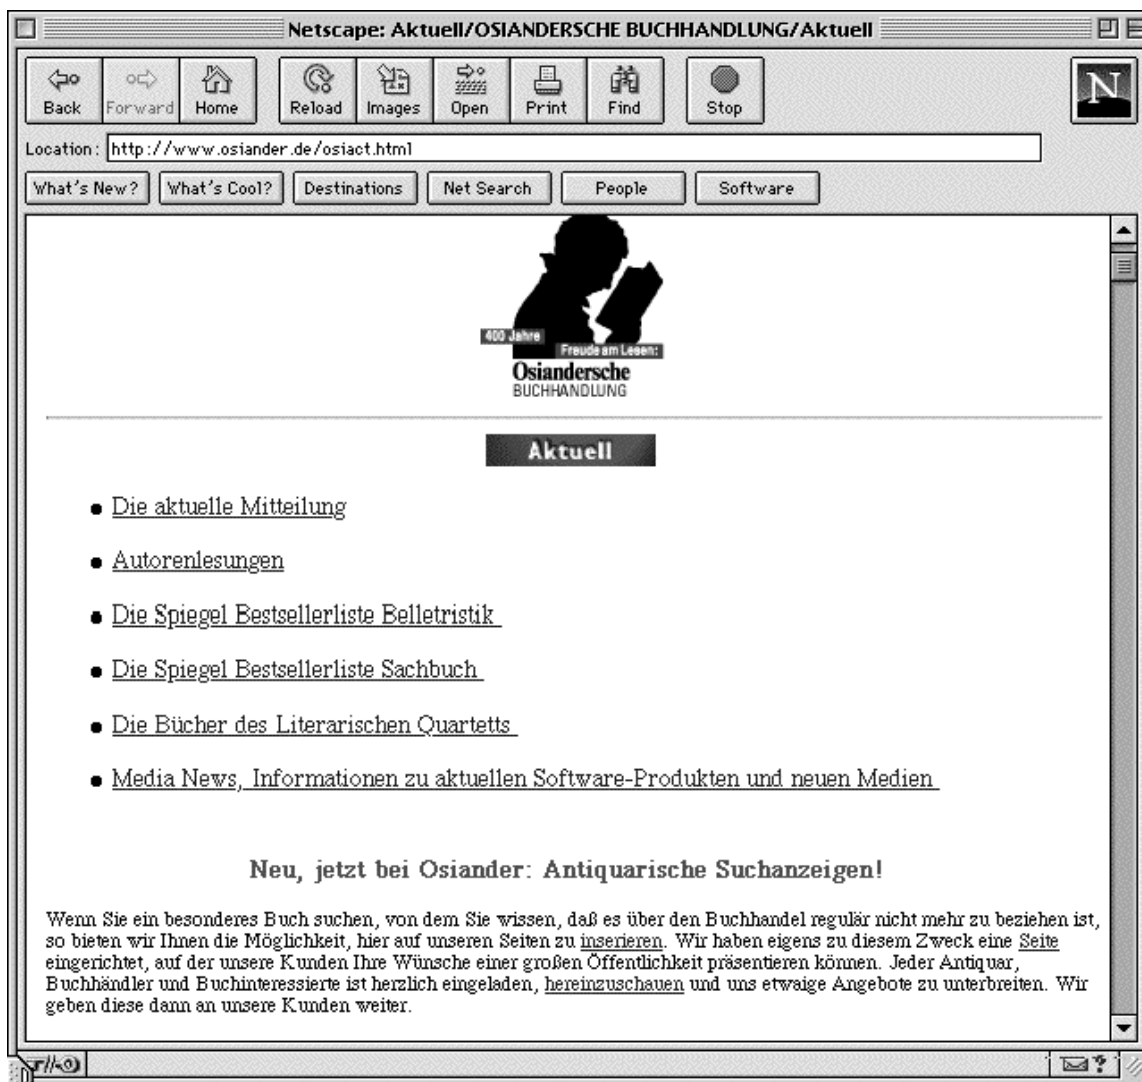 Netscape: Aktuell/OSIANDERSCHE BUCHHANDLUNG/Aktuell
Back Forward Home Reload Images Open Print Find Stop
N
Location: http://www.osiander.de/osiact.html
What's New? What's Cool? Destinations Net Search People Software
400 Jahre
Freude am Lesen:
Osiandersche
BUCHHANDLUNG
Aktuell
Die aktuelle Mitteilung
Autorenlesungen
Die Spiegel Bestsellerliste Belletristik
Die Spiegel Bestsellerliste Sachbuch
Die Bücher des Literarischen Quartetts
Media News, Informationen zu aktuellen Software-Produkten und neuen Medien
Neu, jetzt bei Osiander: Antiquarische Suchanzeigen!
Wenn Sie ein besonderes Buch suchen, von dem Sie wissen, daß es über den Buchhandel regulär nicht mehr zu beziehen ist,
so bieten wir Ihnen die Möglichkeit, hier auf unseren Seiten zu inserieren. Wir haben eigens zu diesem Zweck eine Seite
eingerichtet, auf der unsere Kunden Ihre Wünsche einer großen Öffentlichkeit präsentieren können. Jeder Antiquar,
Buchhändler und Buchinteressierte ist herzlich eingeladen, hereinzuschauen und uns etwaige Angebote zu unterbreiten. Wir
geben diese dann an unsere Kunden weiter.